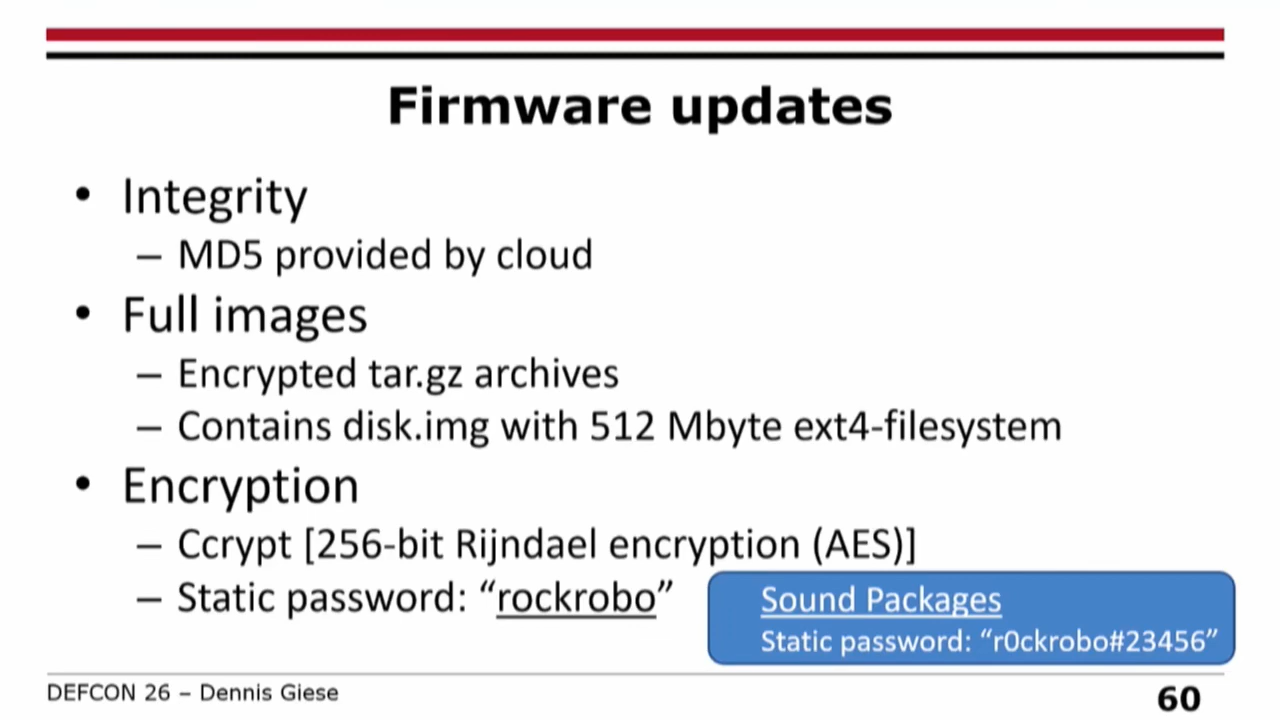 Firmware updates
• Integrity
– MD5 provided by cloud
• Full images
– Encrypted tar.gz archives
– Contains disk.img with 512 Mbyte ext4-filesystem
• Encryption
– Ccrypt [256-bit Rijndael encryption (AES)]
– Static password: “rockrobo”
Sound Packages
Static password: “r0ckrobo#23456”
DEFCON 26 – Dennis Giese
60